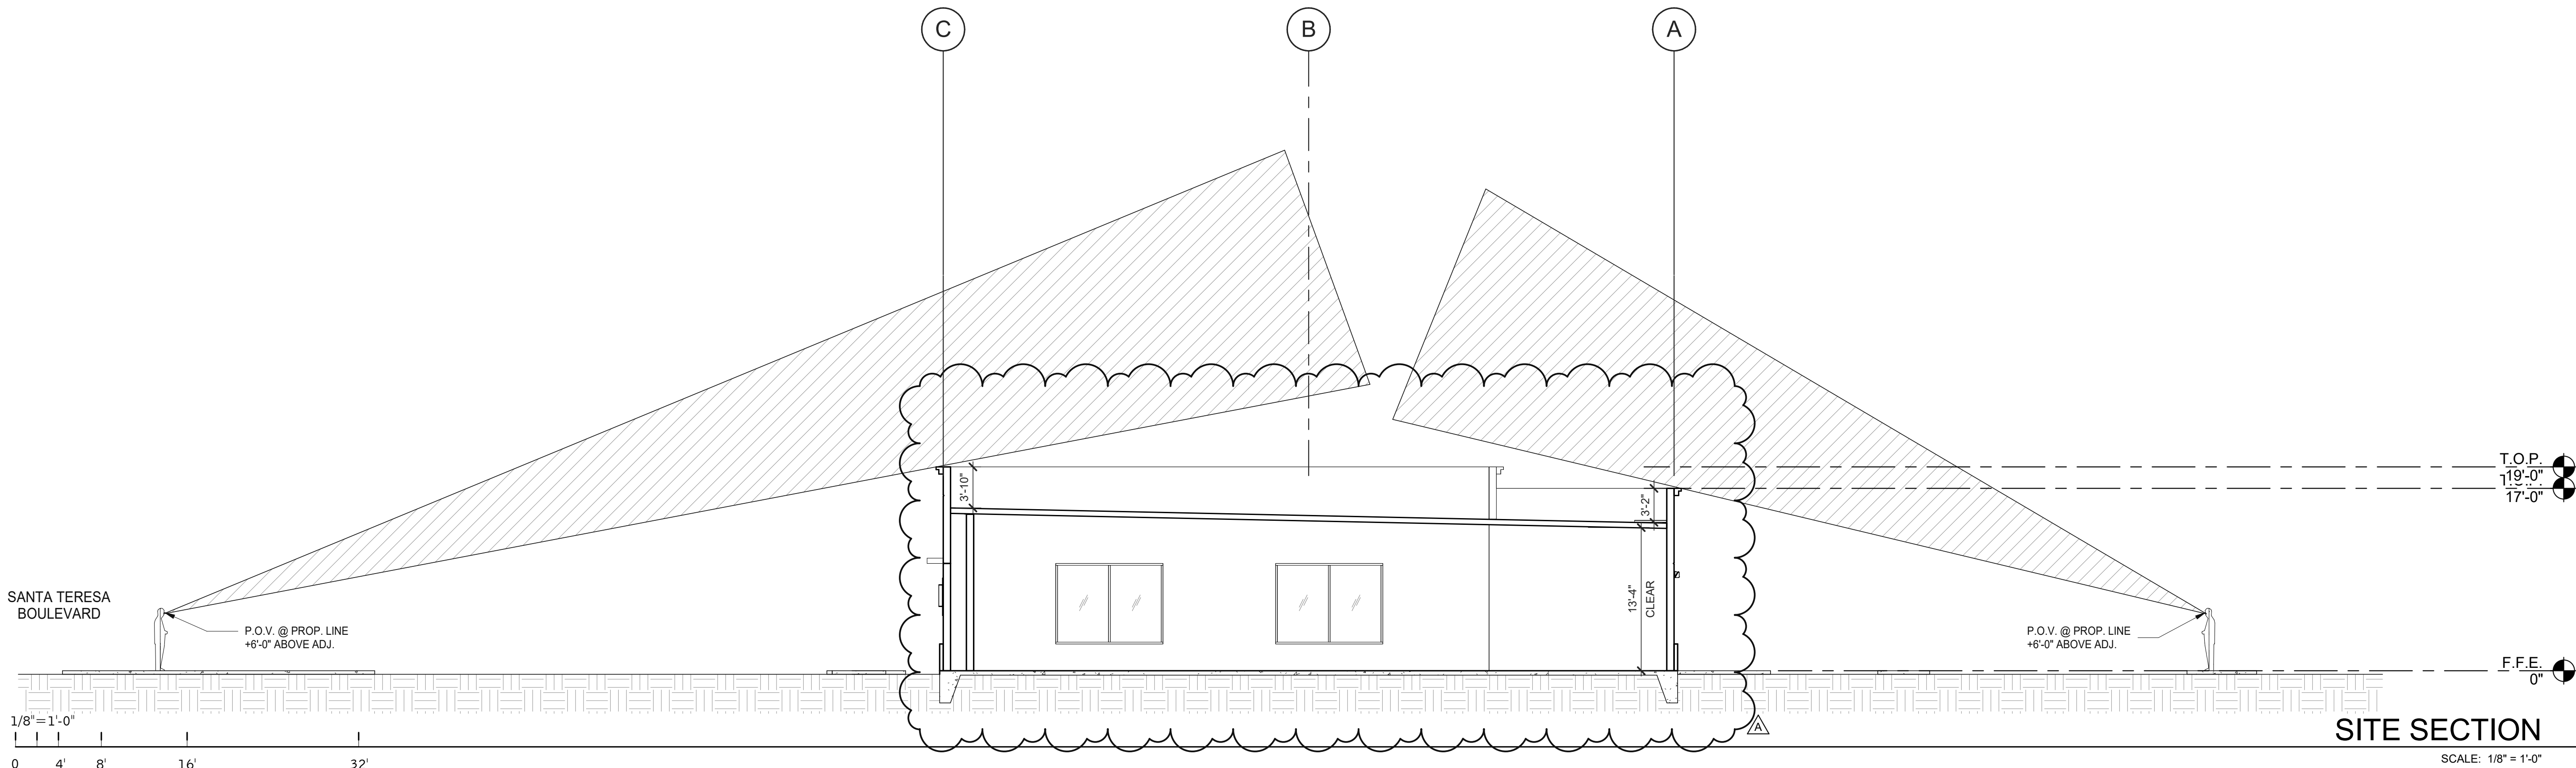 C
B
A
3'-10"
3'-2"
T.O.P.
19'-0"
17'-0"
13'-4"
CLEAR
SANTA TERESA
BOULEVARD
P.O.V. @ PROP. LINE
+6'-0" ABOVE ADJ.
P.O.V. @ PROP. LINE
+6'-0" ABOVE ADJ.
F.F.E.
0"
A
1/8"=1'-0"
0 4' 8' 16' 32'
SITE SECTION
SCALE: 1/8" = 1'-0"